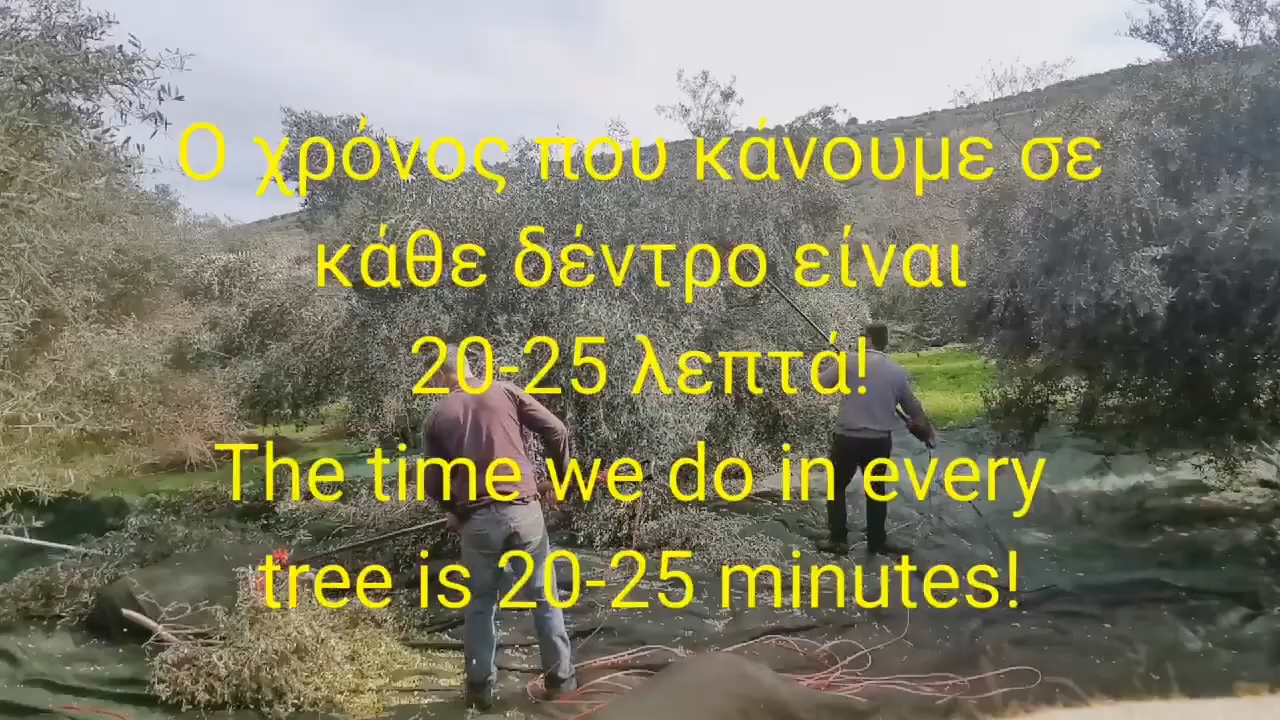 Ο χρόνος που κάνουμε σε
κάθε δέντρο είναι
20-25 λεπτά!
The time we do in every
tree is 20-25 minutes!